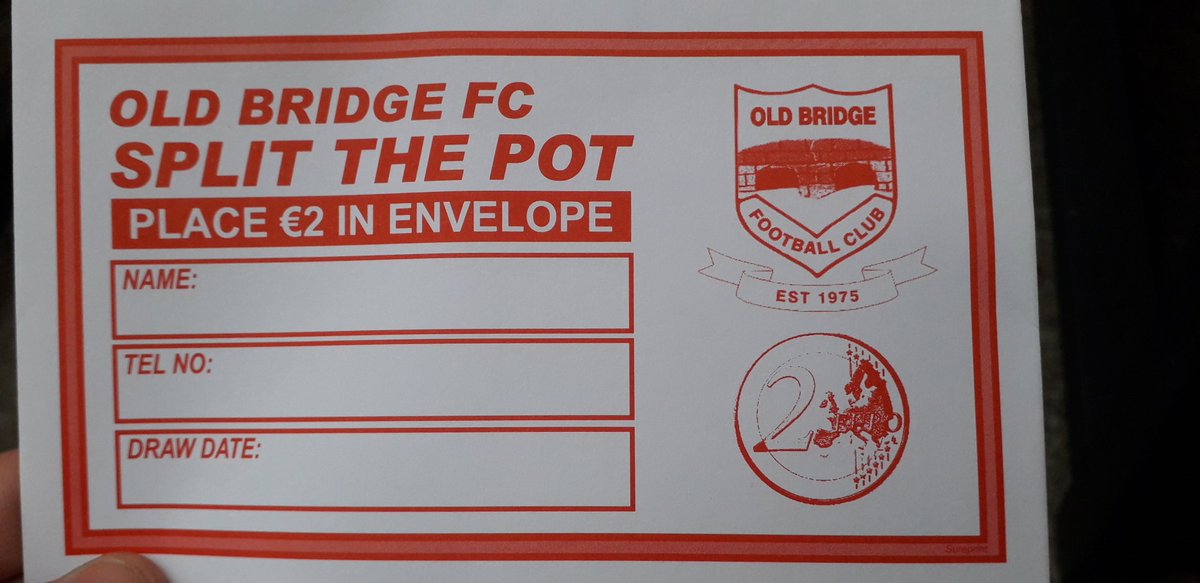 OLD BRIDGE FC
SPLIT THE POT
PLACE €2 IN ENVELOPE
NAME:
TEL NO:
DRAW DATE:
OLD BRIDGE
FOOTBALL CLUB
EST 1975
2
Sureprint